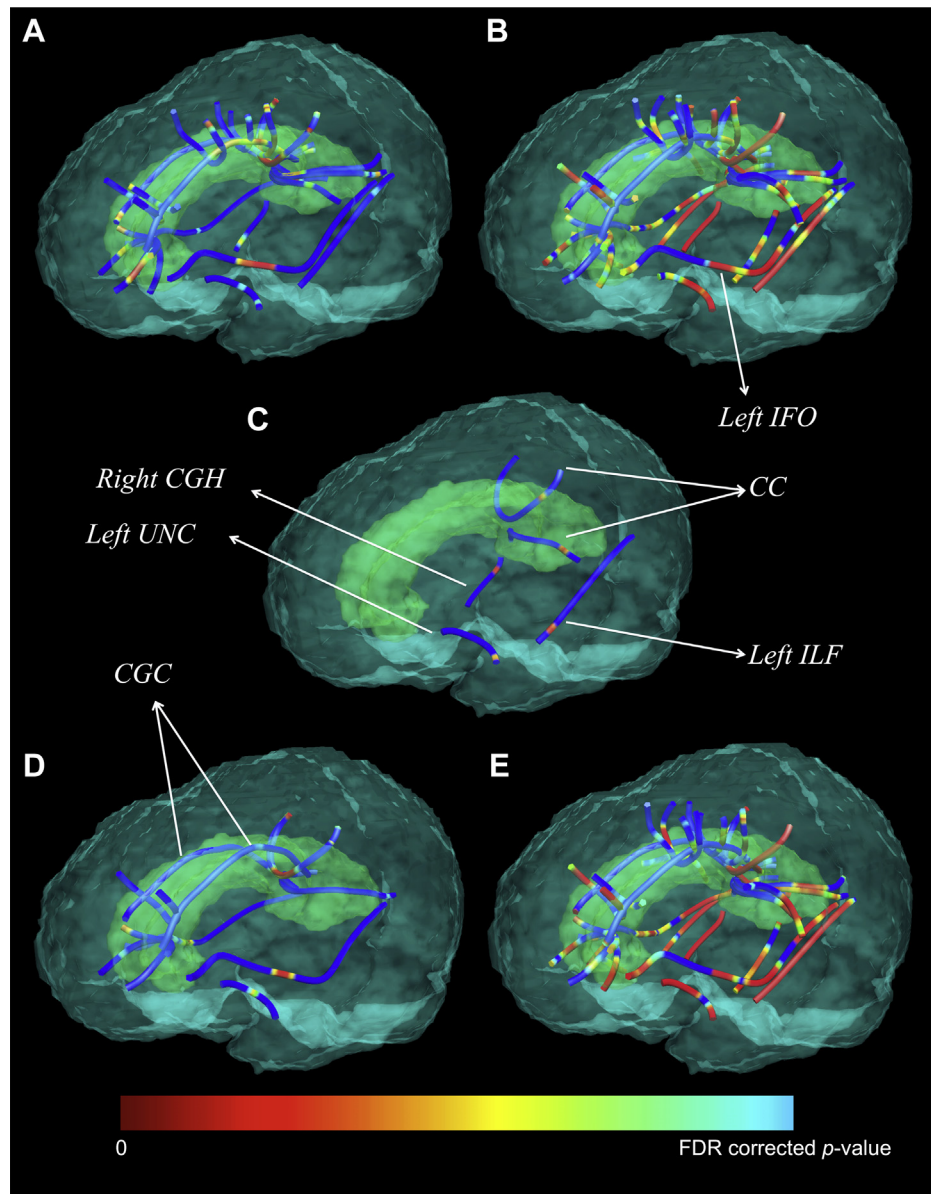 A
B
Left IFO
C
Right CGH
CC
Left UNC
Left ILF
CGC
D
E
0
FDR corrected p-value